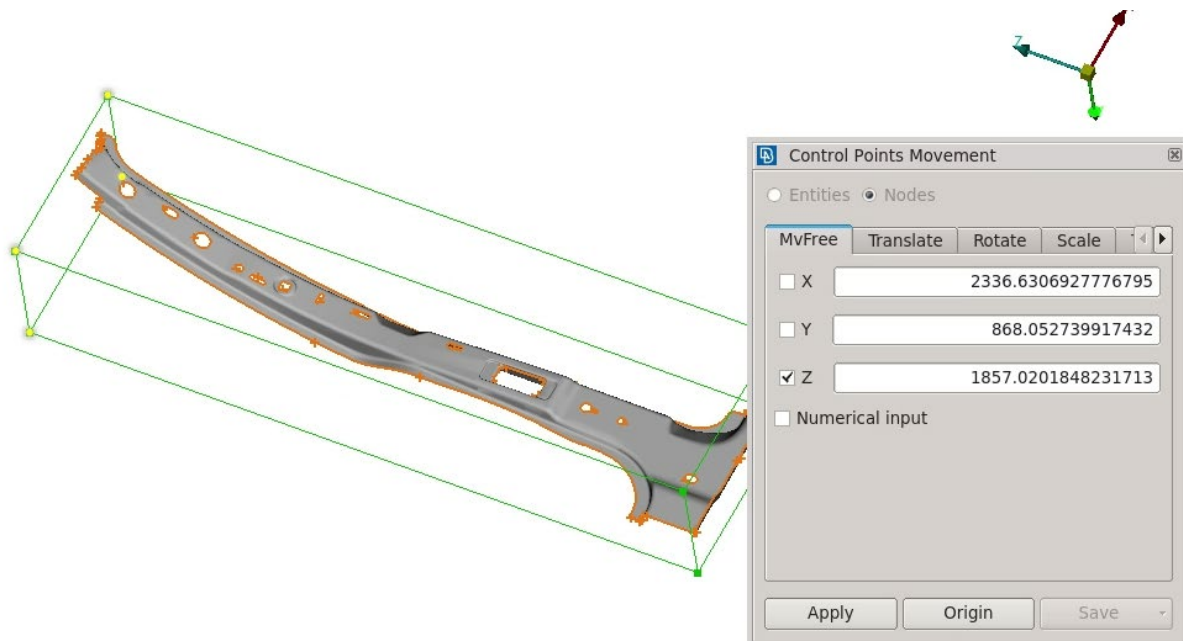 Z
Control Points Movement
Entities Nodes
MvFree Translate Rotate Scale
X 2336.6306927776795
Y 868.052739917432
Z 1857.0201848231713
Numerical input
Apply Origin Save